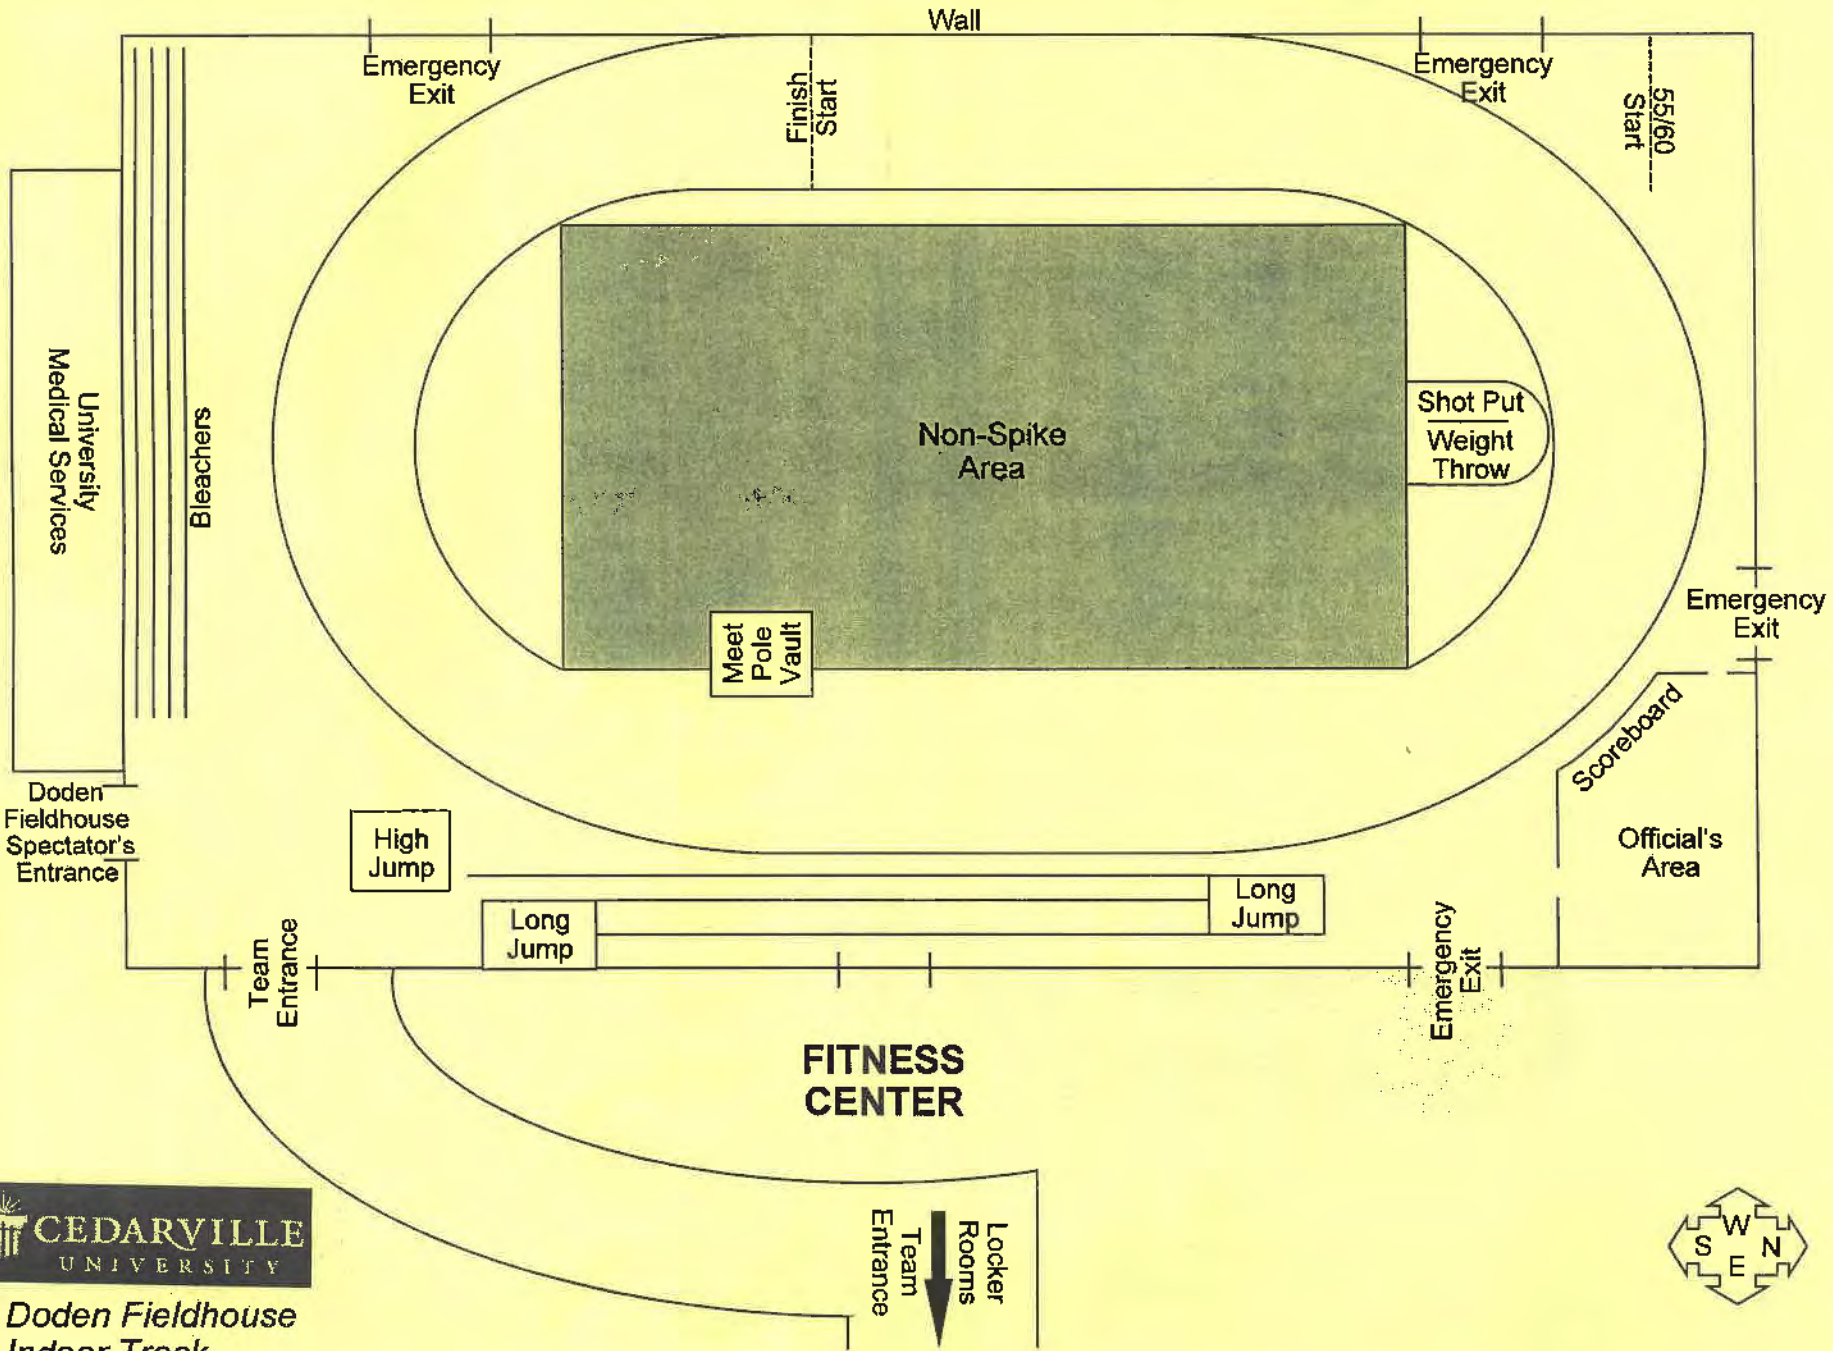 Wall
Emergency
Exit
Finish
Start
Emergency
Exit
55/60
Start
University
Medical Services
Bleachers
Non-Spike
Area
Shot Put
Weight
Throw
Meet
Pole
Vault
Emergency
Exit
Scoreboard
Official's
Area
Doden
Fieldhouse
Spectator's
Entrance
High
Jump
Long
Jump
Long
Jump
Team
Entrance
Emergency
Exit
FITNESS
CENTER
Locker
Rooms
Team
Entrance
W
S N
E
CEDARVILLE
UNIVERSITY
Doden Fieldhouse
Indoor Track